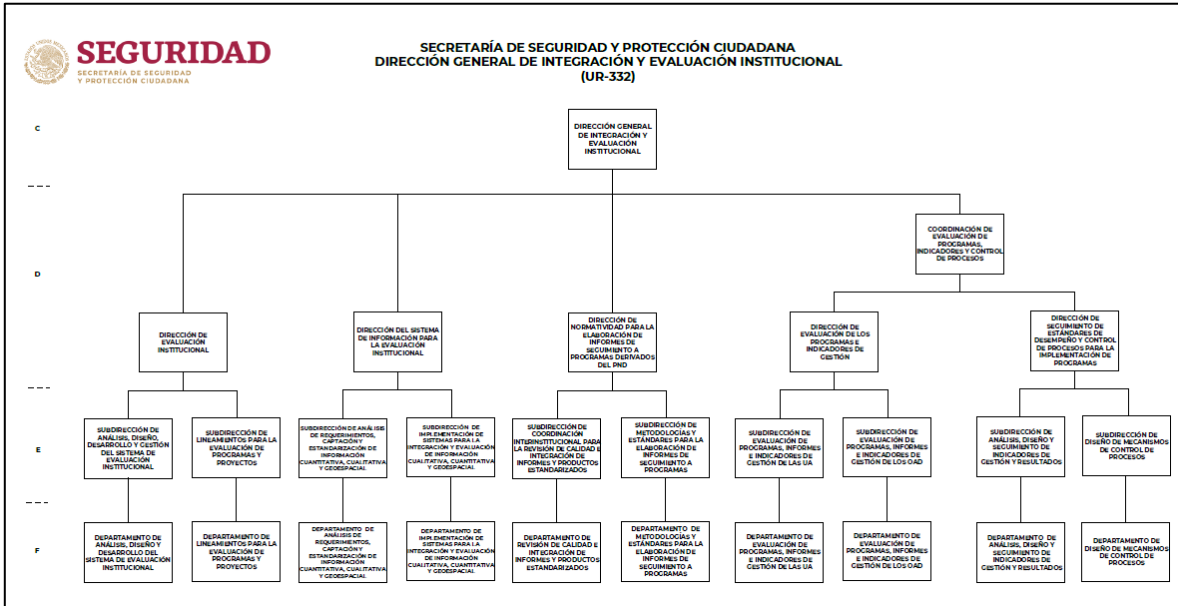 SEGURIDAD
SECRETARÍA DE SEGURIDAD
Y PROTECCIÓN CIUDADANA
SECRETARÍA DE SEGURIDAD Y PROTECCIÓN CIUDADANA
DIRECCIÓN GENERAL DE INTEGRACIÓN Y EVALUACIÓN INSTITUCIONAL
(UR-332)
C
DIRECCIÓN GENERAL
DE INTEGRACIÓN Y
EVALUACIÓN
INSTITUCIONAL
D
COORDINACIÓN DE
EVALUACIÓN DE
PROGRAMAS,
INDICADORES Y CONTROL
DE PROCESOS
DIRECCIÓN DE
EVALUACIÓN
INSTITUCIONAL
DIRECCIÓN DEL SISTEMA
DE INFORMACIÓN PARA
LA EVALUACIÓN
INSTITUCIONAL
DIRECCIÓN DE
NORMATIVIDAD PARA LA
ELABORACIÓN DE
INFORMES DE
SEGUIMIENTO A
PROGRAMAS DERIVADOS
DEL PND
DIRECCIÓN DE
EVALUACIÓN DE LOS
PROGRAMAS E
INDICADORES DE
GESTIÓN
DIRECCIÓN DE
SEGUIMIENTO DE
ESTÁNDARES DE
DESEMPEÑO Y CONTROL
DE PROCESOS PARA LA
IMPLEMENTACIÓN DE
PROGRAMAS
E
SUBDIRECCIÓN DE
ANÁLISIS, DISEÑO,
DESARROLLO Y GESTIÓN
DEL SISTEMA DE
EVALUACIÓN
INSTITUCIONAL
SUBDIRECCIÓN DE
LINEAMIENTOS PARA LA
EVALUACIÓN DE
PROGRAMAS Y
PROYECTOS
SUBDIRECCIÓN DE ANÁLISIS
DE REQUERIMIENTOS,
CAPTACIÓN Y
ESTANDARIZACIÓN DE
INFORMACIÓN
CUANTITATIVA, CUALITATIVA
Y GEOESPACIAL
SUBDIRECCIÓN DE
IMPLEMENTACIÓN DE
SISTEMAS PARA LA
INTEGRACIÓN Y EVALUACIÓN
DE INFORMACIÓN
CUALITATIVA, CUANTITATIVA
Y GEOESPACIAL
SUBDIRECCIÓN DE
COORDINACIÓN
INTERINSTITUCIONAL PARA
LA REVISIÓN DE CALIDAD E
INTEGRACIÓN DE
INFORMES Y PRODUCTOS
ESTANDARIZADOS
SUBDIRECCIÓN DE
METODOLOGÍAS Y
ESTÁNDARES PARA LA
ELABORACIÓN DE
INFORMES DE
SEGUIMIENTO A
PROGRAMAS
SUBDIRECCIÓN DE
EVALUACIÓN DE
PROGRAMAS, INFORMES
E INDICADORES DE
GESTIÓN DE LAS UA
SUBDIRECCIÓN DE
EVALUACIÓN DE
PROGRAMAS, INFORMES
E INDICADORES DE
GESTIÓN DE LOS OAD
SUBDIRECCIÓN DE
ANÁLISIS, DISEÑO Y
SEGUIMIENTO DE
INDICADORES DE
GESTIÓN Y RESULTADOS
SUBDIRECCIÓN DE
DISEÑO DE MECANISMOS
DE CONTROL DE
PROCESOS
F
DEPARTAMENTO DE
ANÁLISIS, DISEÑO Y
DESARROLLO DEL
SISTEMA DE EVALUACIÓN
INSTITUCIONAL
DEPARTAMENTO DE
LINEAMIENTOS PARA LA
EVALUACIÓN DE
PROGRAMAS Y
PROYECTOS
DEPARTAMENTO DE
ANÁLISIS DE
REQUERIMIENTOS,
CAPTACIÓN Y
ESTANDARIZACIÓN DE
INFORMACIÓN
CUANTITATIVA, CUALITATIVA
Y GEOESPACIAL
DEPARTAMENTO DE
IMPLEMENTACIÓN DE
SISTEMAS PARA LA
INTEGRACIÓN Y EVALUACIÓN
DE INFORMACIÓN
CUALITATIVA, CUANTITATIVA
Y GEOESPACIAL
DEPARTAMENTO DE
REVISIÓN DE CALIDAD E
INTEGRACIÓN DE
INFORMES Y PRODUCTOS
ESTANDARIZADOS
DEPARTAMENTO DE
METODOLOGÍAS Y
ESTÁNDARES PARA LA
ELABORACIÓN DE
INFORMES DE
SEGUIMIENTO A
PROGRAMAS
DEPARTAMENTO DE
EVALUACIÓN DE
PROGRAMAS, INFORMES
E INDICADORES DE
GESTIÓN DE LAS UA
DEPARTAMENTO DE
EVALUACIÓN DE
PROGRAMAS, INFORMES
E INDICADORES DE
GESTIÓN DE LOS OAD
DEPARTAMENTO DE
ANÁLISIS, DISEÑO Y
SEGUIMIENTO DE
INDICADORES DE
GESTIÓN Y RESULTADOS
DEPARTAMENTO DE
DISEÑO DE MECANISMOS
DE CONTROL DE
PROCESOS